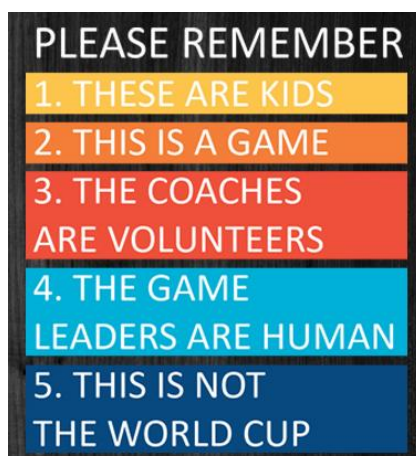 PLEASE REMEMBER
1. THESE ARE KIDS
2. THIS IS A GAME
3. THE COACHES
ARE VOLUNTEERS
4. THE GAME
LEADERS ARE HUMAN
5. THIS IS NOT
THE WORLD CUP